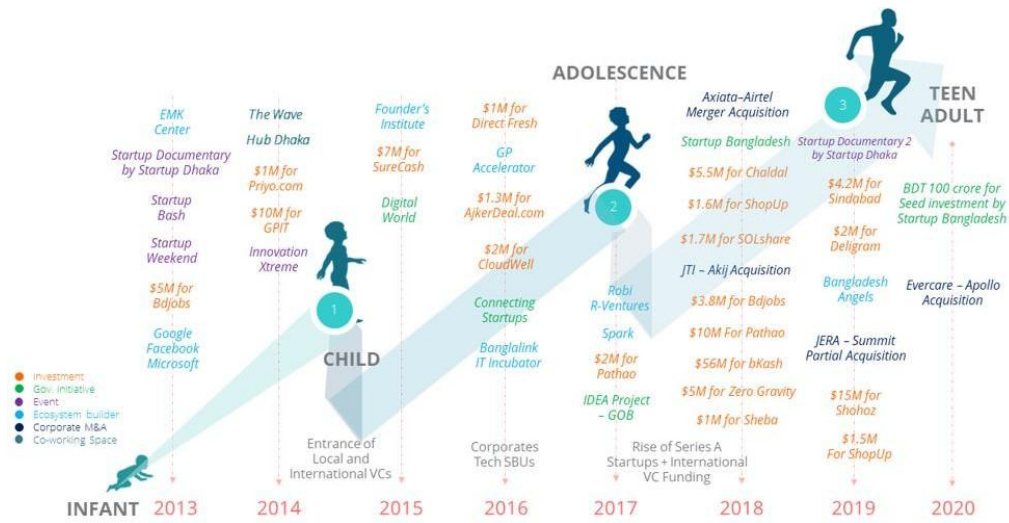 EMK
Center
Startup Documentary
by Startup Dhaka
Startup
Bash
Startup
Weekend
$5M for
Bdjobs
Google
Facebook
Microsoft
The Wave
Hub Dhaka
$1M for
Priyo.com
$10M for
GPIT
Innovation
Xtreme
1
CHILD
Founder's
Institute
$7M for
SureCash
Digital
World
$1M for
Direct Fresh
GP
Accelerator
$1.3M for
AjkerDeal.com
$2M for
CloudWell
Connecting
Startups
Banglalink
IT Incubator
ADOLESCENCE
2
Robi
R-Ventures
Spark
$2M for
Pathao
IDEA Project
– GOB
Axiata–Airtel
Merger Acquisition
Startup Bangladesh
$5.5M for Chaldal
$1.6M for ShopUp
$1.7M for SOLshare
JTI – Akij Acquisition
$3.8M for Bdjobs
$10M For Pathao
$56M for bKash
$5M for Zero Gravity
$1M for Sheba
3
Startup Documentary 2
by Startup Dhaka
$4.2M for
Sindabad
$2M for
Deligram
Bangladesh
Angels
JERA – Summit
Partial Acquisition
$15M for
Shohoz
$1.5M
For ShopUp
TEEN
ADULT
BDT 100 crore for
Seed investment by
Startup Bangladesh
Evercare – Apollo
Acquisition
Investment
Gov. Initiative
Event
Ecosystem builder
Corporate M&A
Co-working Space
Entrance of
Local and
International VCs
Corporates
Tech SBUs
Rise of Series A
Startups + International
VC Funding
INFANT 2013 2014 2015 2016 2017 2018 2019 2020